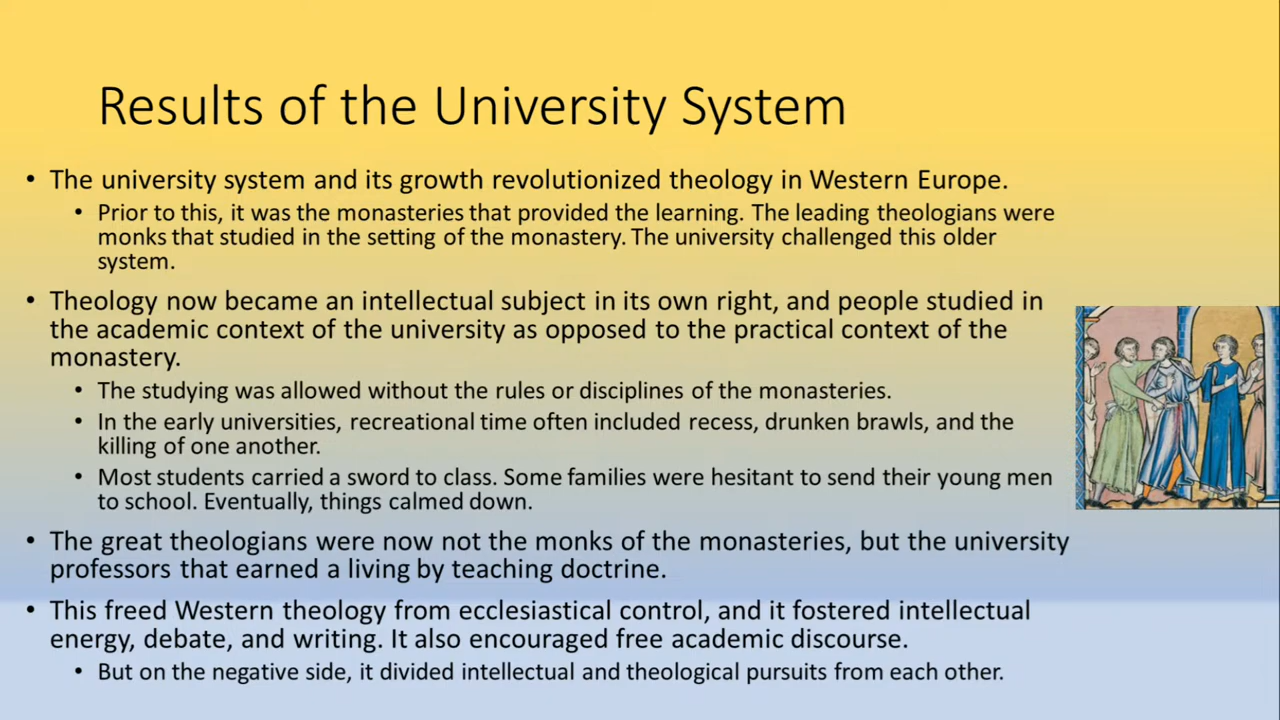 Results of the University System
• The university system and its growth revolutionized theology in Western Europe.
• Prior to this, it was the monasteries that provided the learning. The leading theologians were
monks that studied in the setting of the monastery. The university challenged this older
system.
• Theology now became an intellectual subject in its own right, and people studied in
the academic context of the university as opposed to the practical context of the
monastery.
• The studying was allowed without the rules or disciplines of the monasteries.
• In the early universities, recreational time often included recess, drunken brawls, and the
killing of one another.
• Most students carried a sword to class. Some families were hesitant to send their young men
to school. Eventually, things calmed down.
• The great theologians were now not the monks of the monasteries, but the university
professors that earned a living by teaching doctrine.
• This freed Western theology from ecclesiastical control, and it fostered intellectual
energy, debate, and writing. It also encouraged free academic discourse.
• But on the negative side, it divided intellectual and theological pursuits from each other.